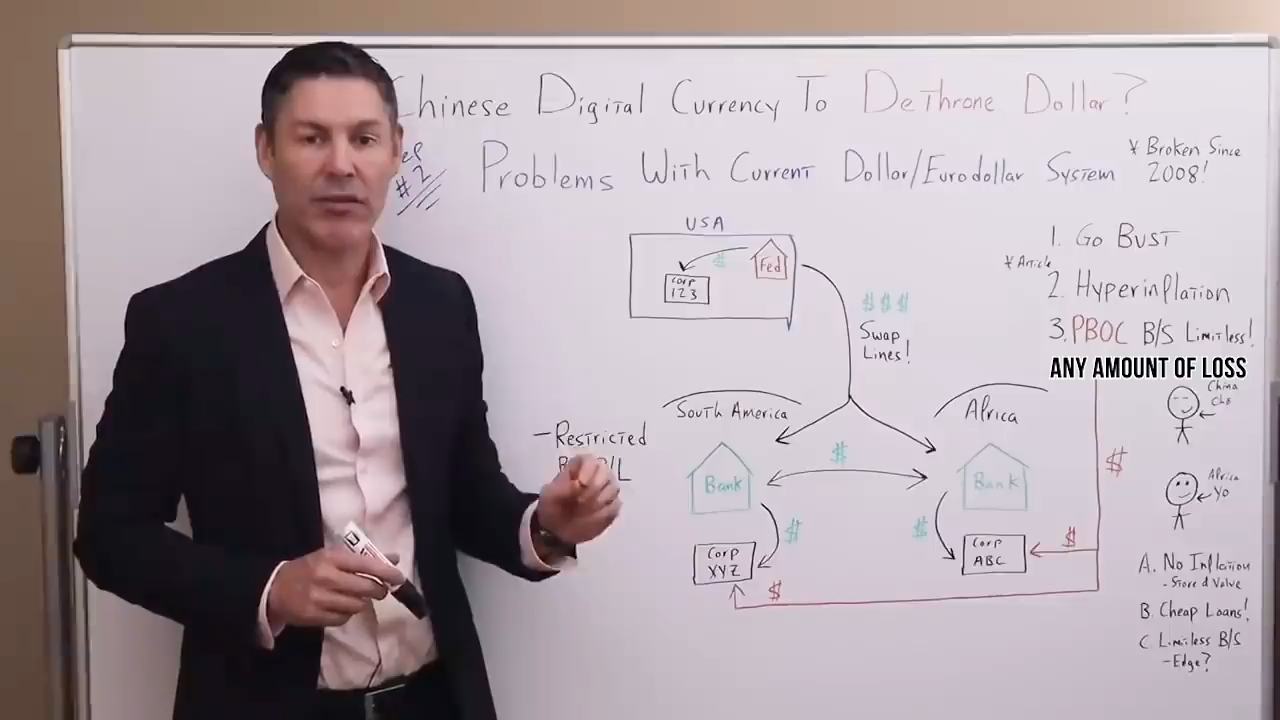 Chinese Digital Currency To DeThrone Dollar?
#2
Problems With Current Dollar/Eurodollar System
* Broken Since
2008!
USA
Fed
$
Corp
123
$$$
Swap
Lines!
1. Go Bust
* Article
2. Hyperinflation
3. PBOC B/S Limitless!
ANY AMOUNT OF LOSS
China
South America
Africa
- Restricted
Bank
$
Bank
$
$
Corp
XYZ
$
Corp
ABC
$
$
$
Africa
Yo
A. No Inflation
B. Cheap Loans!
C. Limitless B/S
- Edge?